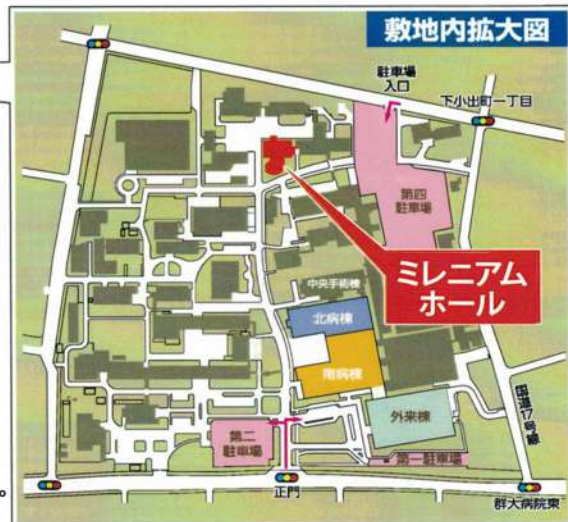 敷地内拡大図
駐車場
入口
下小出町一丁目
第四
駐車場
ミレニアム
ホール
中央手術棟
北病棟
南病棟
外来棟
国道17号線
第二
駐車場
第一駐車場
正門
群大病院東
。